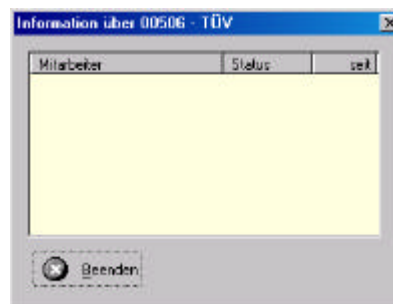 Information über 00506 - TÜV
Mitarbeiter Status seit
Beenden